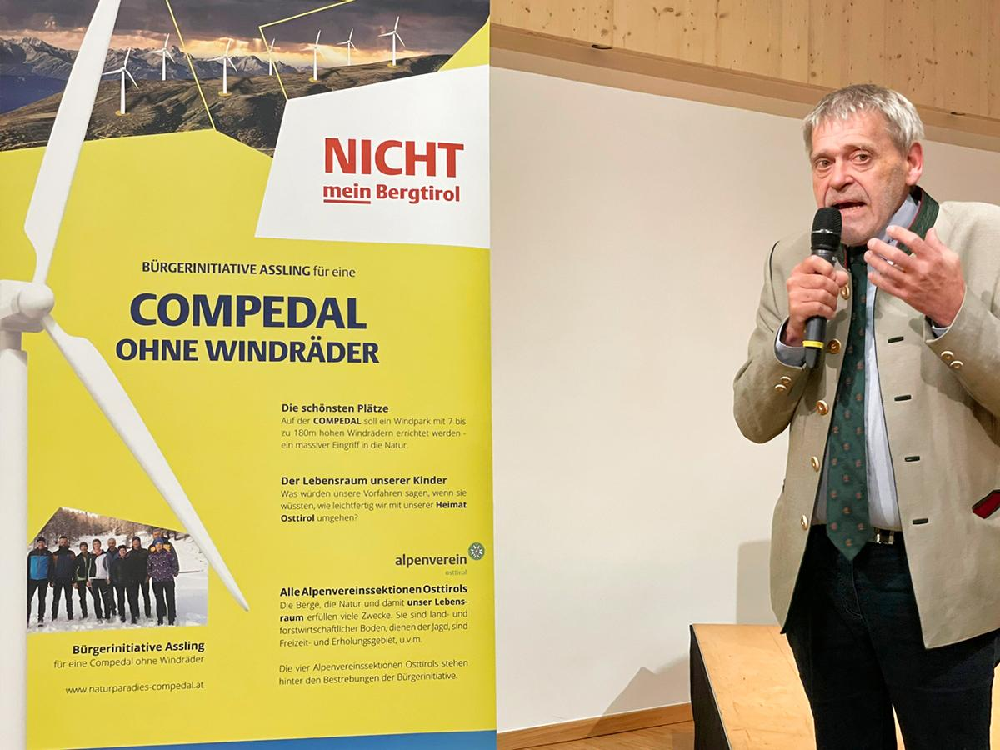 NICHT
mein Bergtirol
BÜRGERINITIATIVE ASSLING für eine
COMPEDAL
OHNE WINDRÄDER
Die schönsten Plätze
Auf der COMPEDAL soll ein Windpark mit 7 bis
zu 180m hohen Windrädern errichtet werden -
ein massiver Eingriff in die Natur.
Der Lebensraum unserer Kinder
Was würden unsere Vorfahren sagen, wenn sie
wüssten, wie leichtfertig wir mit unserer Heimat
Osttirol umgehen?
alpenverein
osttirol
Alle Alpenvereinssektionen Osttirols
Die Berge, die Natur und damit unser Lebens-
raum erfüllen viele Zwecke. Sie sind land- und
forstwirtschaftlicher Boden, dienen der Jagd, sind
Freizeit- und Erholungsgebiet, u.v.m.
Die vier Alpenvereinssektionen Osttirols stehen
hinter den Bestrebungen der Bürgerinitiative.
Bürgerinitiative Assling
für eine Compedal ohne Windräder
www.naturparadies-compedal.at